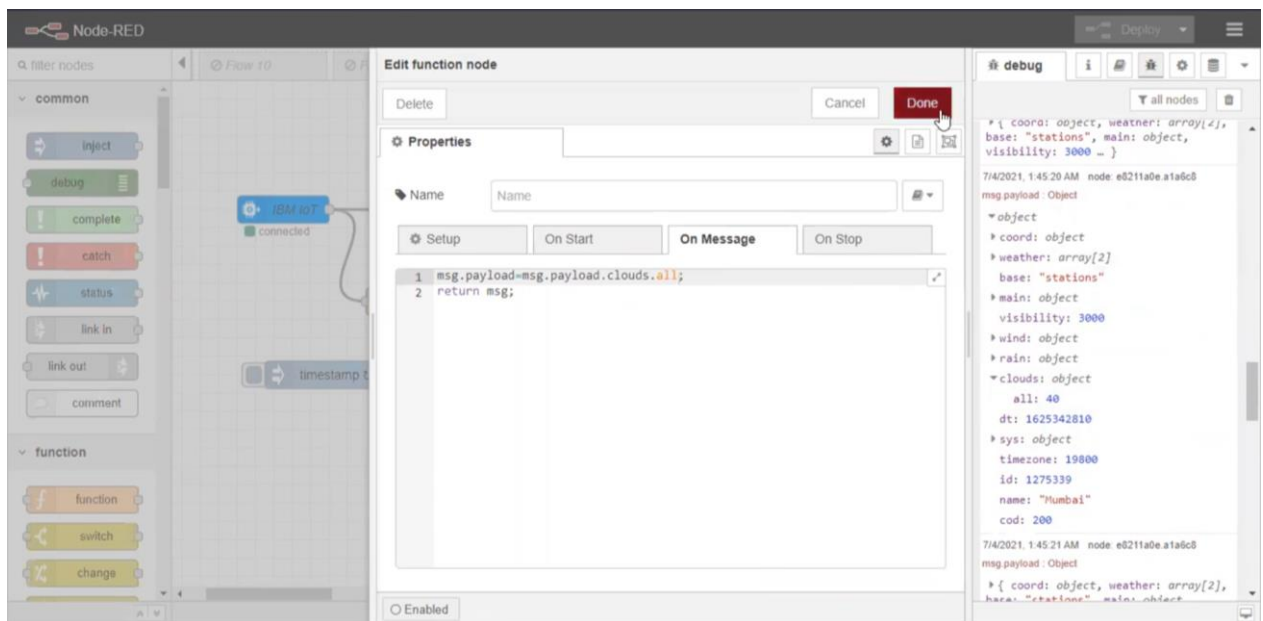 Node-RED
Deploy
filter nodes
Flow 10
common
inject
debug
complete
catch
status
link in
link out
comment
function
function
switch
change
IBM IoT
connected
timestamp
Edit function node
Delete
Cancel
Done
Properties
Name
Name
Setup
On Start
On Message
On Stop
1 msg.payload=msg.payload.clouds.all;
2 return msg;
Enabled
debug
i
all nodes
{ coord: object, weather: array[2],
base: "stations", main: object,
visibility: 3000 … }
7/4/2021, 1:45:20 AM node: e8211a0e.a1a6c8
msg.payload : Object
object
coord: object
weather: array[2]
base: "stations"
main: object
visibility: 3000
wind: object
rain: object
clouds: object
all: 40
dt: 1625342810
sys: object
timezone: 19800
id: 1275339
name: "Mumbai"
cod: 200
7/4/2021, 1:45:21 AM node: e8211a0e.a1a6c8
msg.payload : Object
{ coord: object, weather: array[2],
base: "stations", main: object,